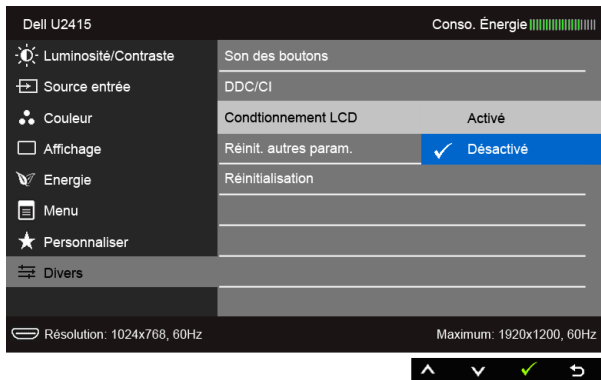 Dell U2415
Conso. Énergie
Luminosité/Contraste
Source entrée
Couleur
Affichage
Energie
Menu
Personnaliser
Divers
Son des boutons
DDC/CI
Condtionnement LCD
Activé
Réinit. autres param.
Désactivé
Réinitialisation
Résolution: 1024x768, 60Hz
Maximum: 1920x1200, 60Hz